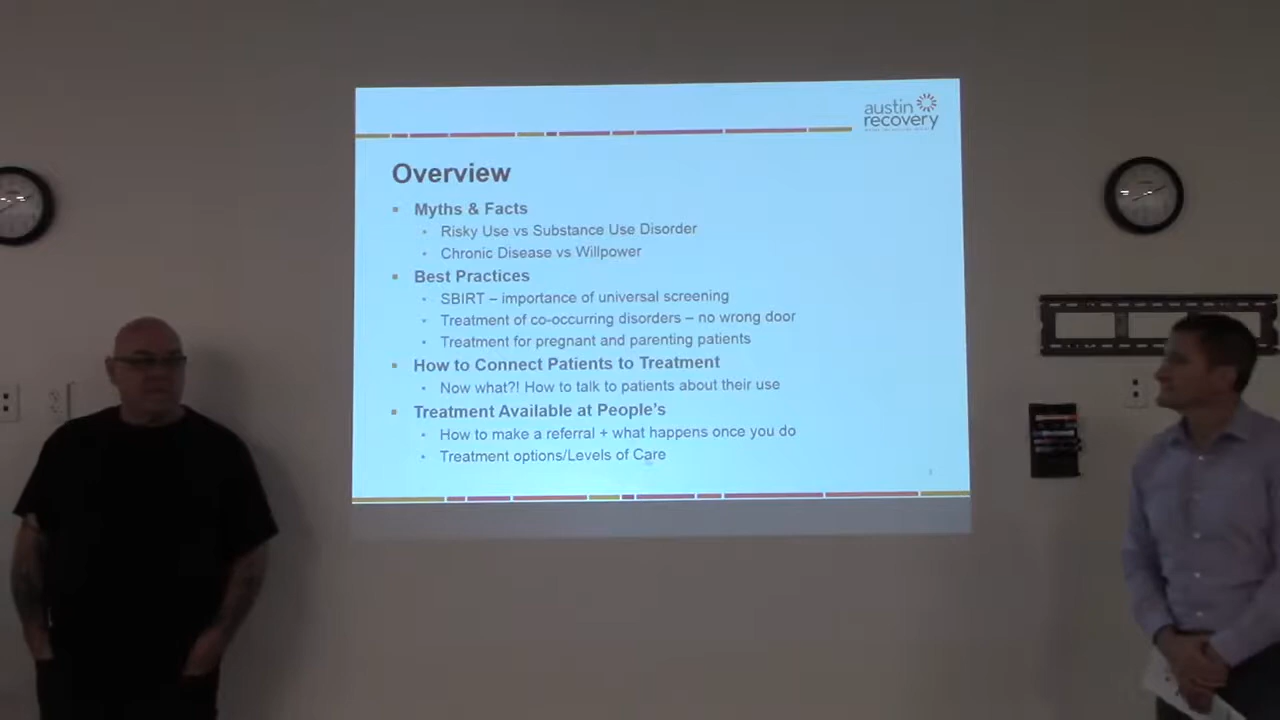 austin
recovery
Overview
Myths & Facts
Risky Use vs Substance Use Disorder
Chronic Disease vs Willpower
Best Practices
SBIRT – importance of universal screening
Treatment of co-occurring disorders – no wrong door
Treatment for pregnant and parenting patients
How to Connect Patients to Treatment
Now what?! How to talk to patients about their use
Treatment Available at People's
How to make a referral + what happens once you do
Treatment options/Levels of Care